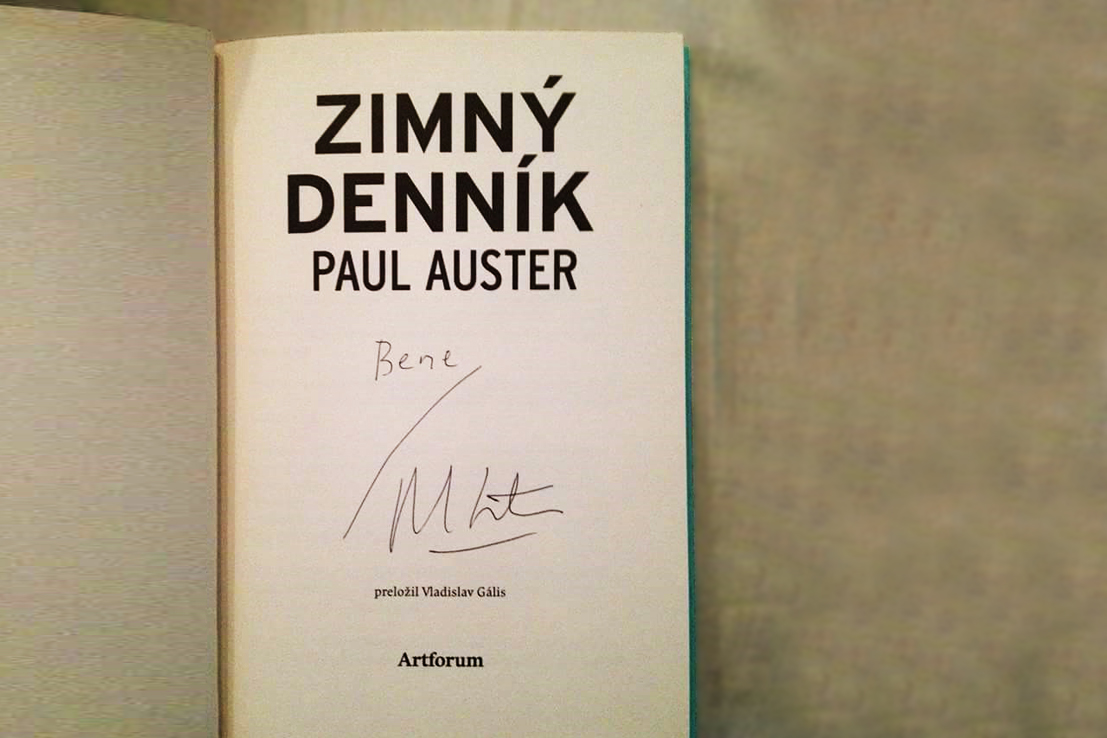 ZIMNÝ
DENNÍK
PAUL AUSTER
Bene
preložil Vladislav Gális
Artforum